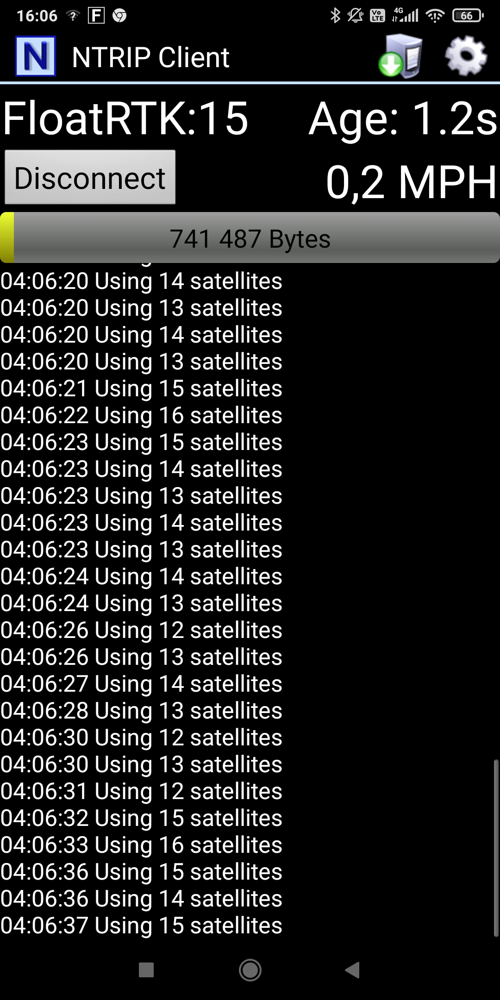 16:06 ? F Vo LTE 4G 66
N NTRIP Client
FloatRTK:15 Age: 1.2s
Disconnect 0,2 MPH
741 487 Bytes
04:06:20 Using 14 satellites
04:06:20 Using 13 satellites
04:06:20 Using 14 satellites
04:06:20 Using 13 satellites
04:06:21 Using 15 satellites
04:06:22 Using 16 satellites
04:06:23 Using 15 satellites
04:06:23 Using 14 satellites
04:06:23 Using 13 satellites
04:06:23 Using 14 satellites
04:06:23 Using 13 satellites
04:06:24 Using 14 satellites
04:06:24 Using 13 satellites
04:06:26 Using 12 satellites
04:06:26 Using 13 satellites
04:06:27 Using 14 satellites
04:06:28 Using 13 satellites
04:06:30 Using 12 satellites
04:06:30 Using 13 satellites
04:06:31 Using 12 satellites
04:06:32 Using 15 satellites
04:06:33 Using 16 satellites
04:06:36 Using 15 satellites
04:06:36 Using 14 satellites
04:06:37 Using 15 satellites